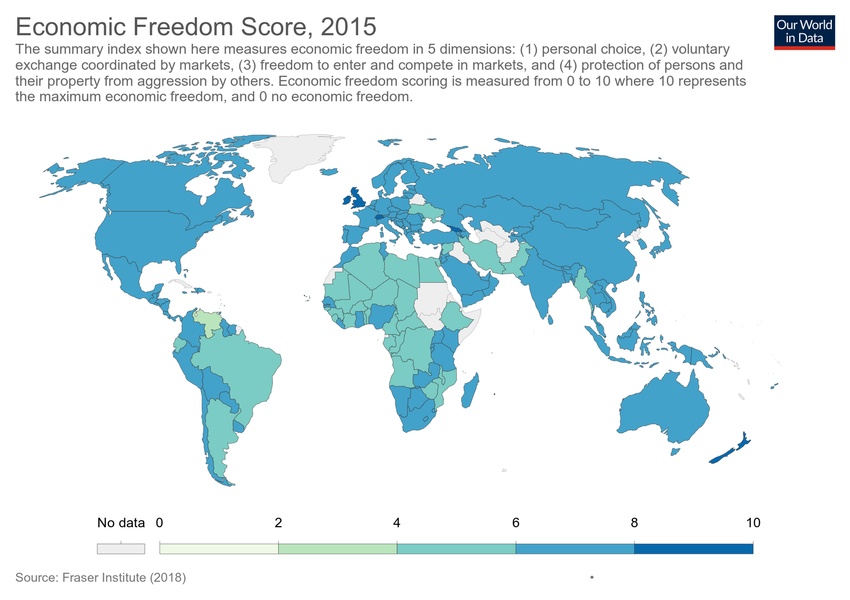 Economic Freedom Score, 2015
Our World
in Data
The summary index shown here measures economic freedom in 5 dimensions: (1) personal choice, (2) voluntary
exchange coordinated by markets, (3) freedom to enter and compete in markets, and (4) protection of persons and
their property from aggression by others. Economic freedom scoring is measured from 0 to 10 where 10 represents
the maximum economic freedom, and 0 no economic freedom.
No data 0 2 4 6 8 10
Source: Fraser Institute (2018)